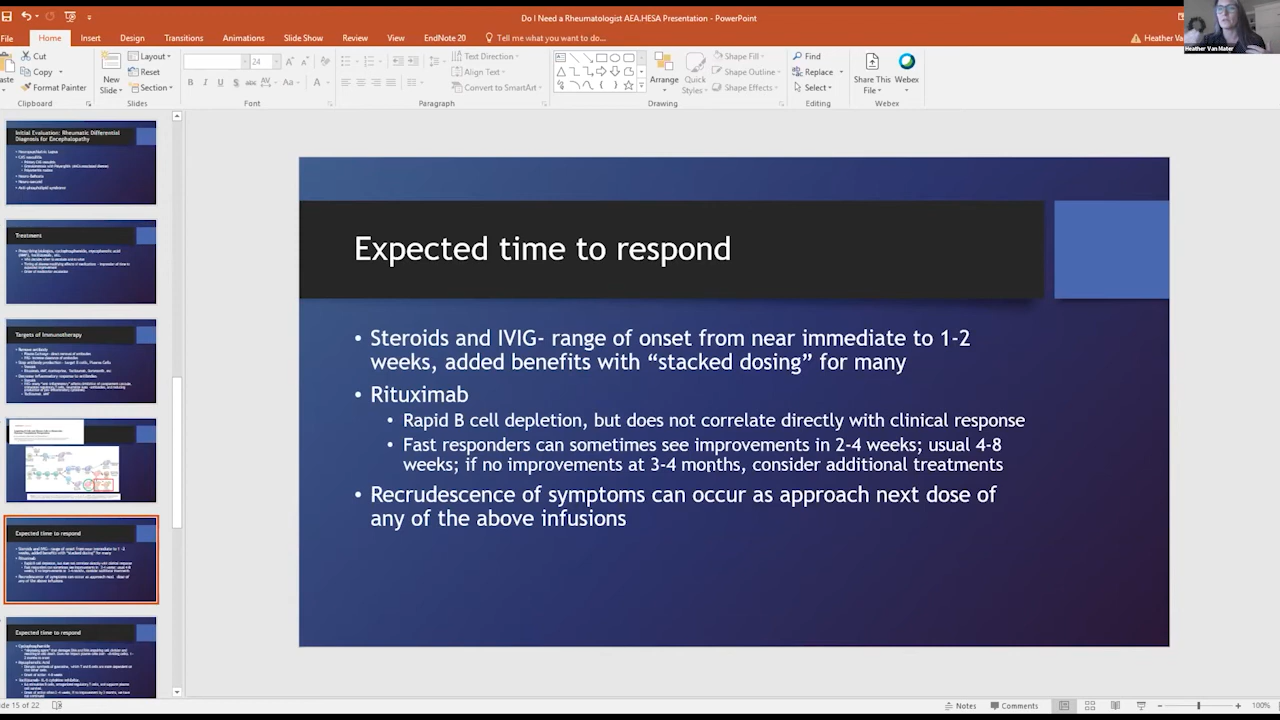 Do I Need a Rheumatologist AEA.HESA Presentation - PowerPoint
File Home Insert Design Transitions Animations Slide Show Review View EndNote 20 Tell me what you want to do...
Heather Van Mater
Cut
Copy
Format Painter
Clipboard
New Slide
Layout
Reset
Section
Slides
24
Font
Paragraph
Text Direction
Align Text
Convert to SmartArt
Arrange
Quick Styles
Shape Fill
Shape Outline
Shape Effects
Drawing
Find
Replace
Select
Editing
Share This File
Webex
Webex
Initial Evaluation: Rheumatic Differential
Diagnosis for Encephalopathy
Treatment
Targets of Immunotherapy
Expected time to respond
Expected time to respond
Expected time to respond
• Steroids and IVIG- range of onset from near immediate to 1-2
weeks, added benefits with “stacked dosing” for many
• Rituximab
• Rapid B cell depletion, but does not correlate directly with clinical response
• Fast responders can sometimes see improvements in 2-4 weeks; usual 4-8
weeks; if no improvements at 3-4 months, consider additional treatments
• Recrudescence of symptoms can occur as approach next dose of
any of the above infusions
Slide 15 of 22
Notes
Comments
100%